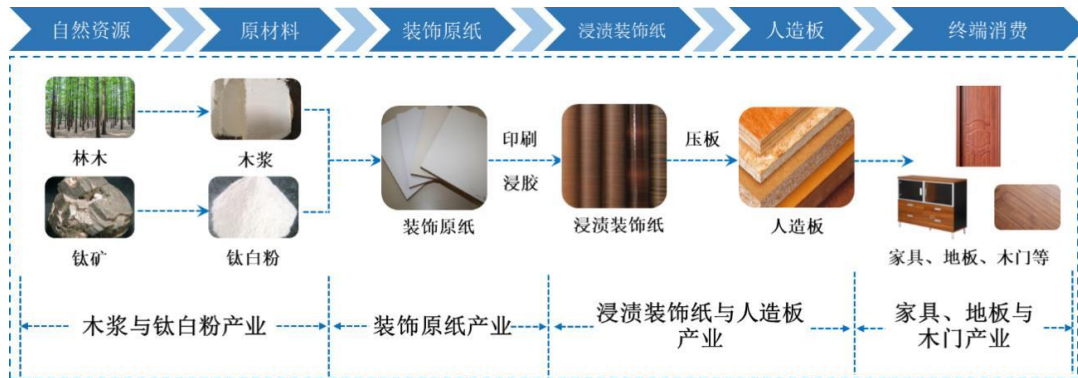 自然资源
原材料
装饰原纸
浸渍装饰纸
人造板
终端消费
林木
木浆
钛矿
钛白粉
装饰原纸
印刷
浸胶
浸渍装饰纸
压板
人造板
家具、地板、木门等
木浆与钛白粉产业
装饰原纸产业
浸渍装饰纸与人造板
产业
家具、地板与
木门产业